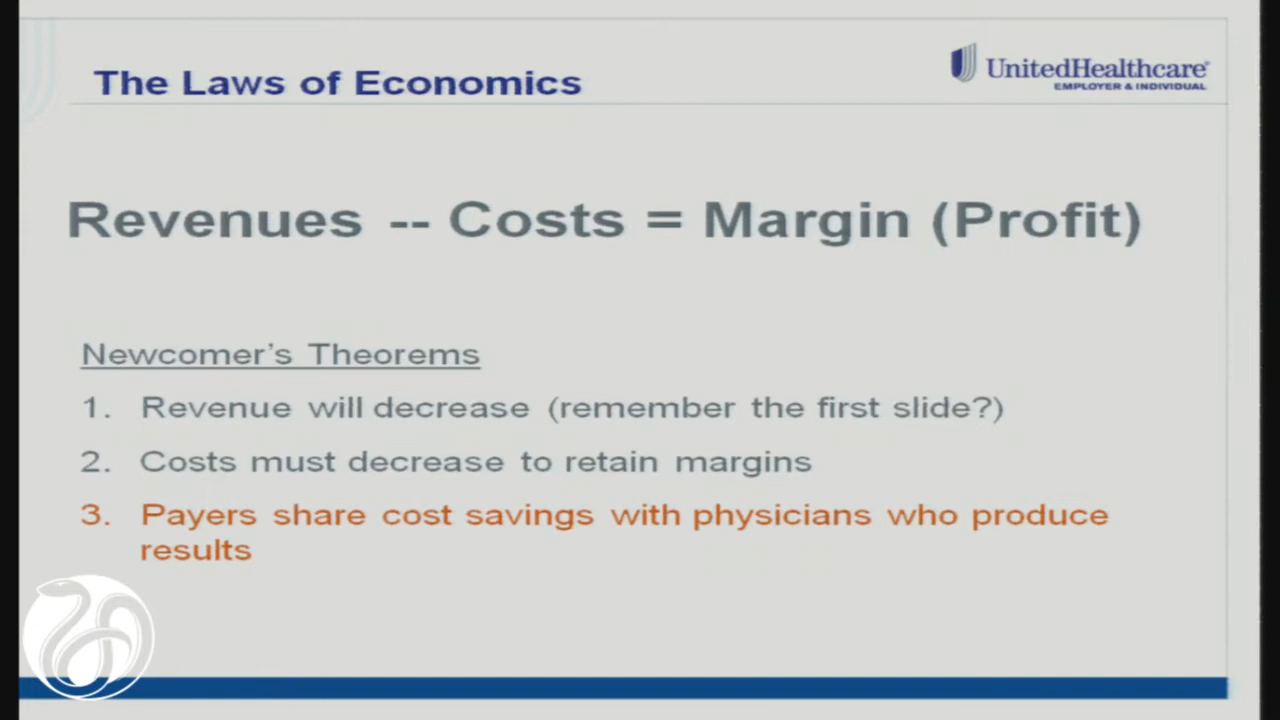 The Laws of Economics
UnitedHealthcare®
EMPLOYER & INDIVIDUAL
Revenues -- Costs = Margin (Profit)
Newcomer's Theorems
1. Revenue will decrease (remember the first slide?)
2. Costs must decrease to retain margins
3. Payers share cost savings with physicians who produce
results